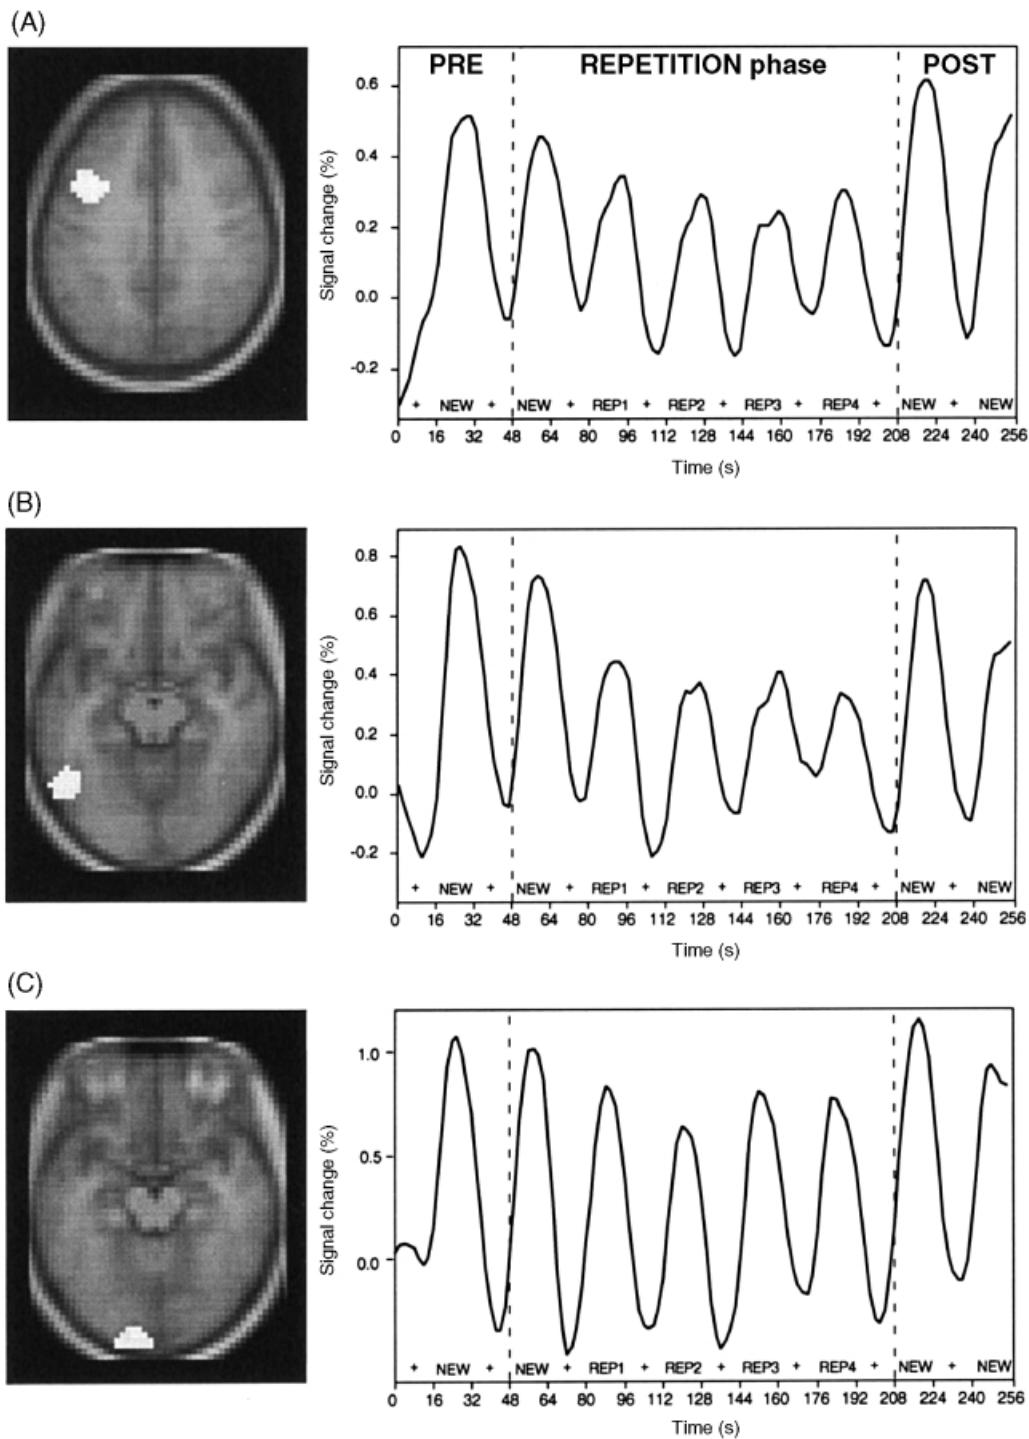 (A)
PRE REPETITION phase POST
0.6
0.4
0.2
0.0
-0.2
Signal change (%)
+ NEW + NEW + REP1 + REP2 + REP3 + REP4 + NEW + NEW
0 16 32 48 64 80 96 112 128 144 160 176 192 208 224 240 256
Time (s)
(B)
0.8
0.6
0.4
0.2
0.0
-0.2
Signal change (%)
+ NEW + NEW + REP1 + REP2 + REP3 + REP4 + NEW + NEW
0 16 32 48 64 80 96 112 128 144 160 176 192 208 224 240 256
Time (s)
(C)
1.0
0.5
0.0
Signal change (%)
+ NEW + NEW + REP1 + REP2 + REP3 + REP4 + NEW + NEW
0 16 32 48 64 80 96 112 128 144 160 176 192 208 224 240 256
Time (s)